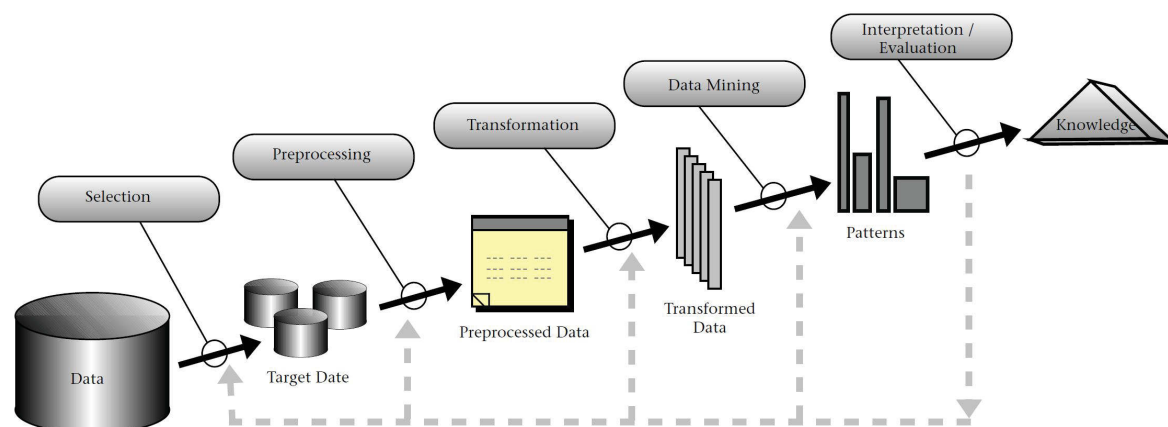 Interpretation /
Evaluation
Data Mining
Knowledge
Transformation
Preprocessing
Selection
Patterns
Transformed
Data
Preprocessed Data
Target Date
Data